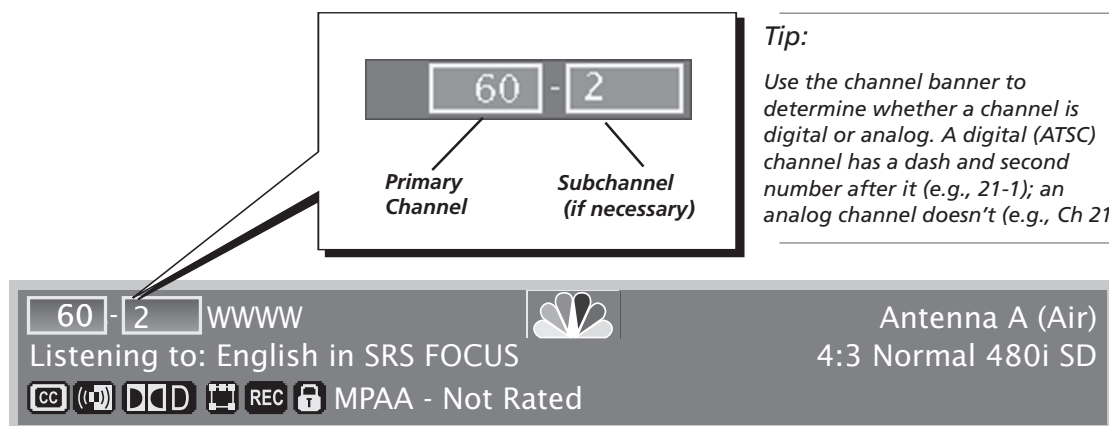 60 - 2
Primary
Channel
Subchannel
(if necessary)
Tip:
Use the channel banner to
determine whether a channel is
digital or analog. A digital (ATSC)
channel has a dash and second
number after it (e.g., 21-1); an
analog channel doesn't (e.g., Ch 21
60 - 2 WWWW
Antenna A (Air)
Listening to: English in SRS FOCUS
4:3 Normal 480i SD
CC REC T MPAA - Not Rated